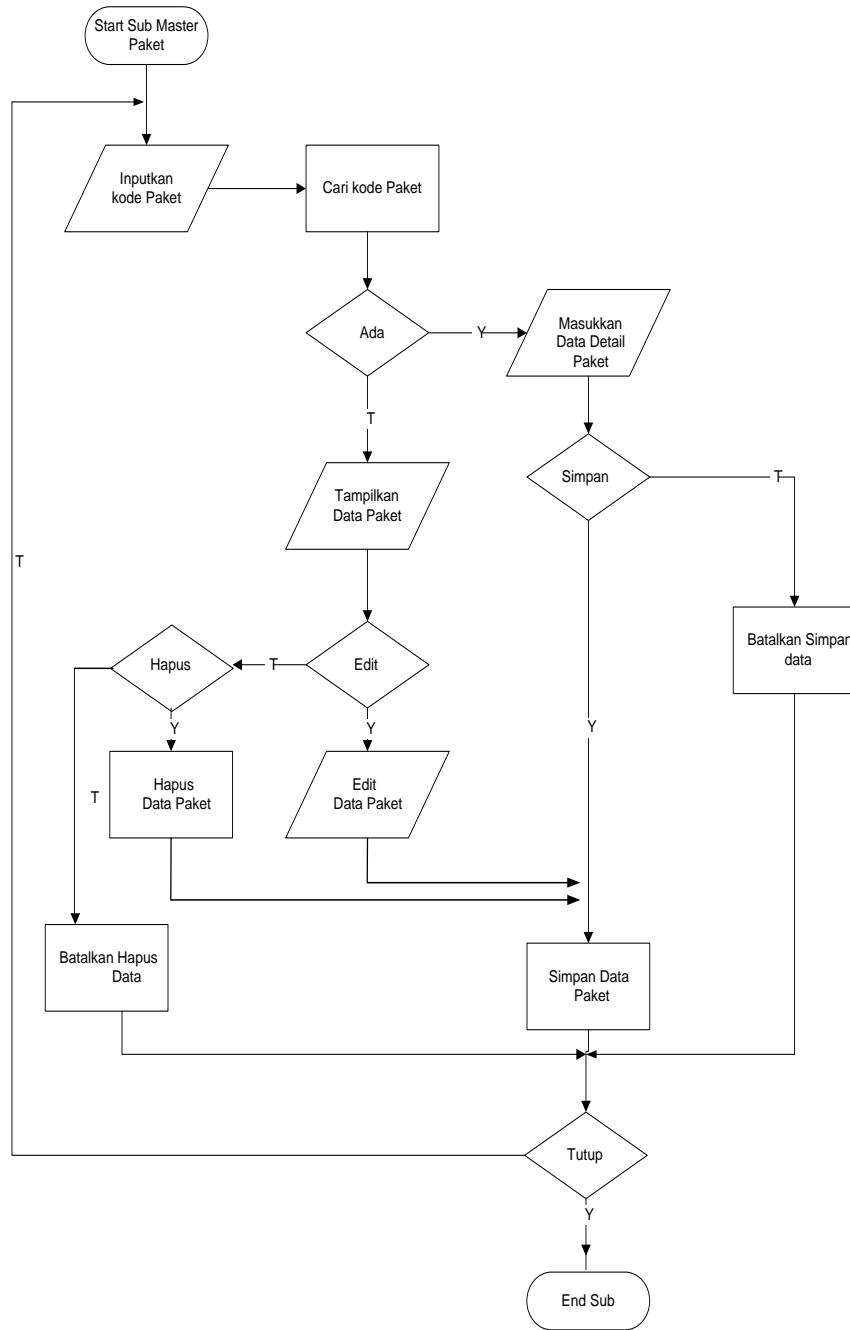 Start Sub Master
Paket
Inputkan
kode Paket
Cari kode Paket
Ada
Y
Masukkan
Data Detail
Paket
T
Simpan
T
Tampilkan
Data Paket
T
Batalkan Simpan
data
Hapus
T
Edit
Y
Y
Y
Hapus
Data Paket
Edit
Data Paket
T
Batalkan Hapus
Data
Simpan Data
Paket
Tutup
Y
End Sub